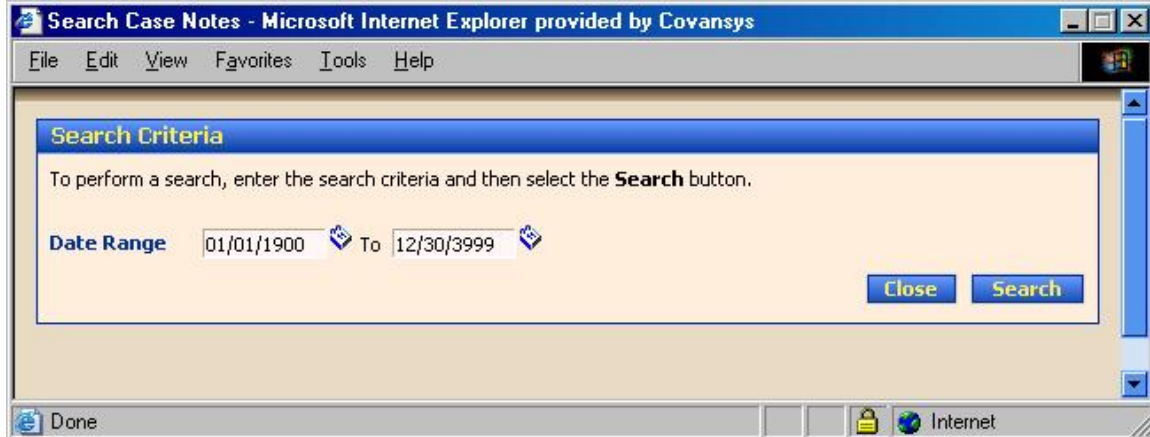 Search Case Notes - Microsoft Internet Explorer provided by Covansys
File Edit View Favorites Tools Help
Search Criteria
To perform a search, enter the search criteria and then select the Search button.
Date Range 01/01/1900 To 12/30/3999
Close Search
Done Internet